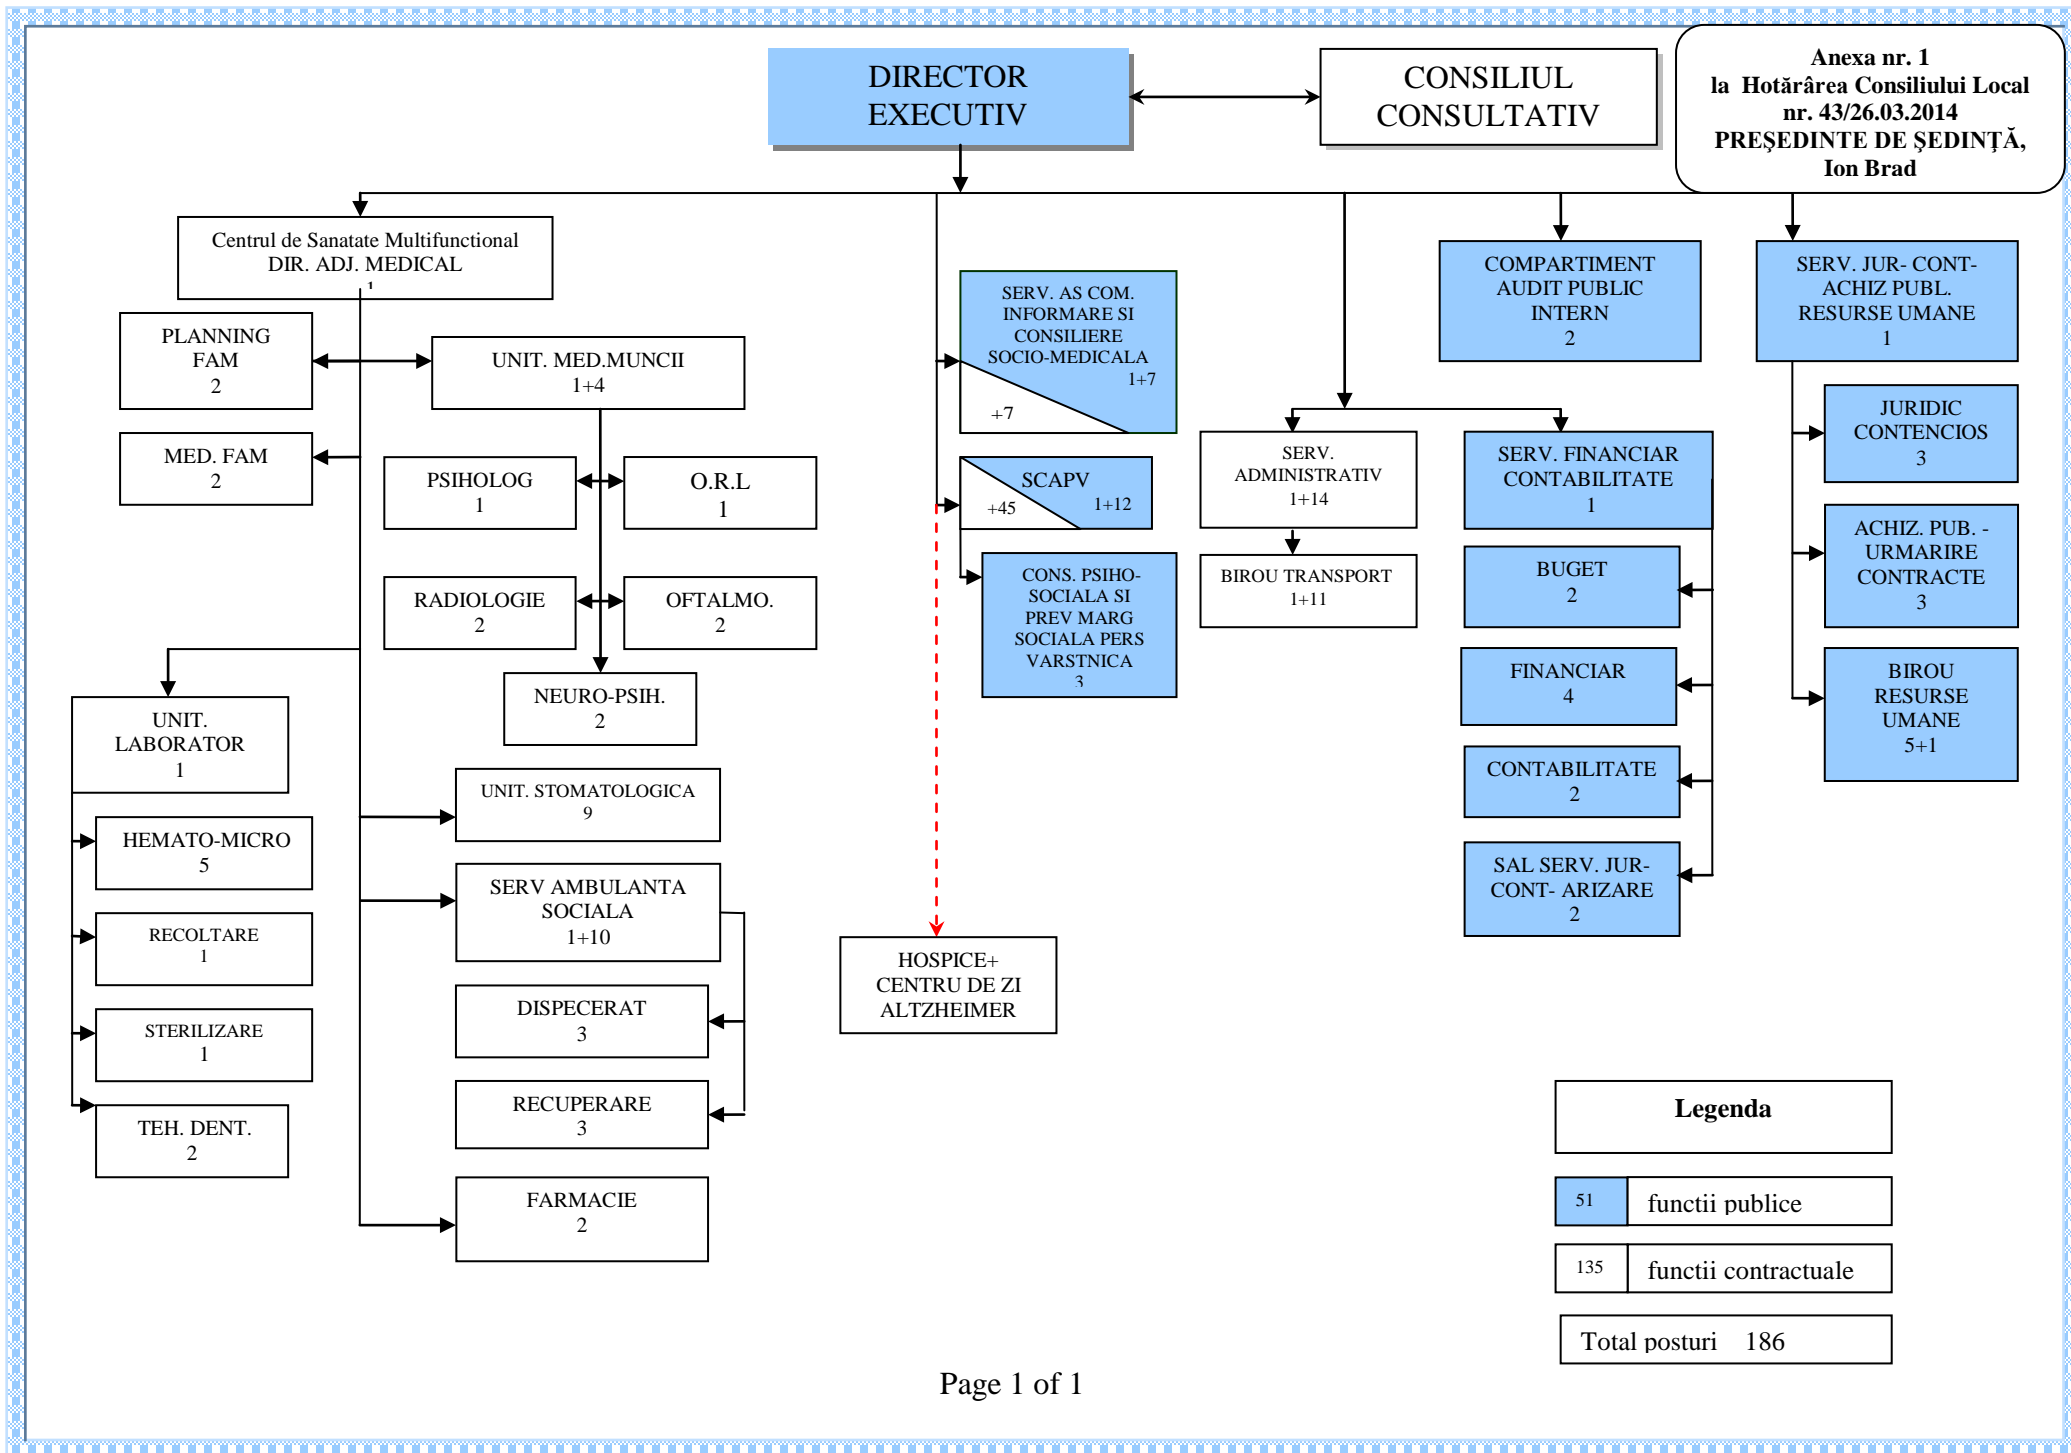 DIRECTOR
EXECUTIV
CONSILIUL
CONSULTATIV
Anexa nr. 1
la Hotărârea Consiliului Local
nr. 43/26.03.2014
PREŞEDINTE DE ŞEDINŢĂ,
Ion Brad
Centrul de Sanatate Multifunctional
DIR. ADJ. MEDICAL
1
PLANNING
FAM
2
UNIT. MED.MUNCII
1+4
MED. FAM
2
PSIHOLOG
1
O.R.L
1
RADIOLOGIE
2
OFTALMO.
2
NEURO-PSIH.
2
UNIT.
LABORATOR
1
HEMATO-MICRO
5
RECOLTARE
1
STERILIZARE
1
TEH. DENT.
2
UNIT. STOMATOLOGICA
9
SERV AMBULANTA
SOCIALA
1+10
DISPECERAT
3
RECUPERARE
3
FARMACIE
2
SERV. AS COM.
INFORMARE SI
CONSILIERE
SOCIO-MEDICALA
1+7
+7
SCAPV
1+12
+45
CONS. PSIHO-
SOCIALA SI
PREV MARG
SOCIALA PERS
VARSTNICA
3
HOSPICE+
CENTRU DE ZI
ALTZHEIMER
SERV.
ADMINISTRATIV
1+14
BIROU TRANSPORT
1+11
SERV. FINANCIAR
CONTABILITATE
1
BUGET
2
FINANCIAR
4
CONTABILITATE
2
SAL SERV. JUR-
CONT- ARIZARE
2
COMPARTIMENT
AUDIT PUBLIC
INTERN
2
SERV. JUR- CONT-
ACHIZ PUBL.
RESURSE UMANE
1
JURIDIC
CONTENCIOS
3
ACHIZ. PUB. -
URMARIRE
CONTRACTE
3
BIROU
RESURSE
UMANE
5+1
Legenda
51 functii publice
135 functii contractuale
Total posturi 186
Page 1 of 1